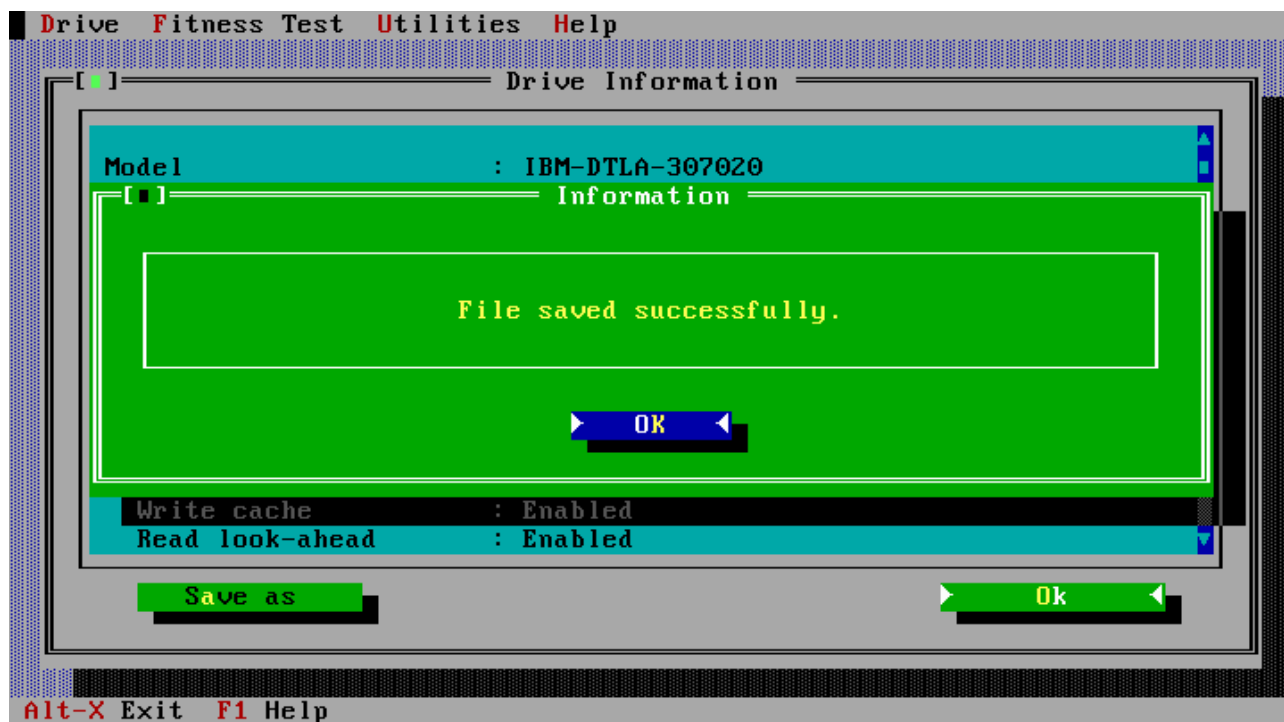 Drive Fitness Test Utilities Help
Drive Information
Model : IBM-DTLA-307020
Information
File saved successfully.
OK
Write cache : Enabled
Read look-ahead : Enabled
Save as Ok
Alt-X Exit F1 Help